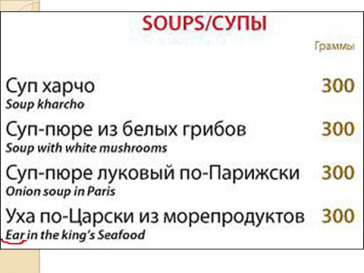 SOUPS/СУПЫ
Граммы
Суп харчо 300
Soup kharcho
Суп-пюре из белых грибов 300
Soup with white mushrooms
Суп-пюре луковый по-Парижски 300
Onion soup in Paris
Уха по-Царски из морепродуктов 300
Ear in the king's Seafood